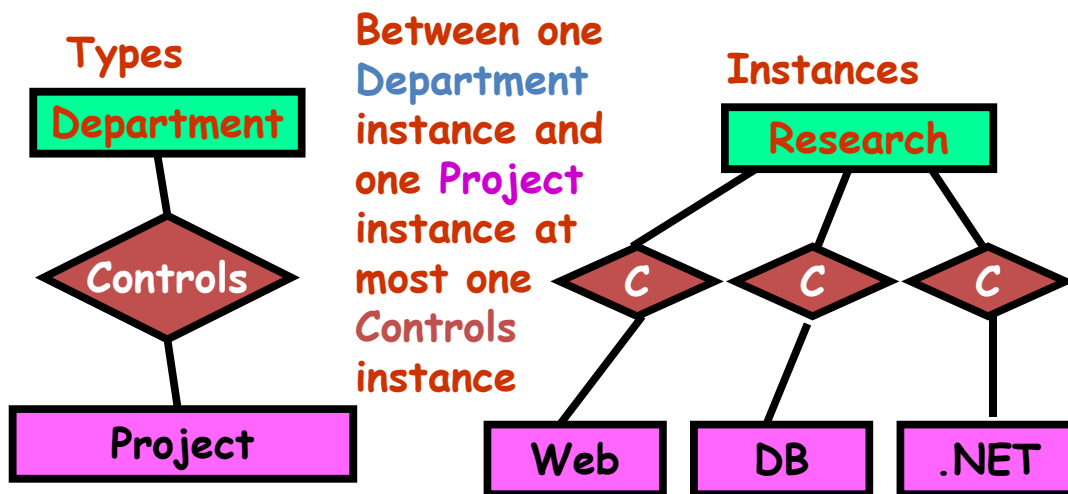 Types
Department
Controls
Project
Between one
Department
instance and
one Project
instance at
most one
Controls
instance
Instances
Research
C C C
Web DB .NET